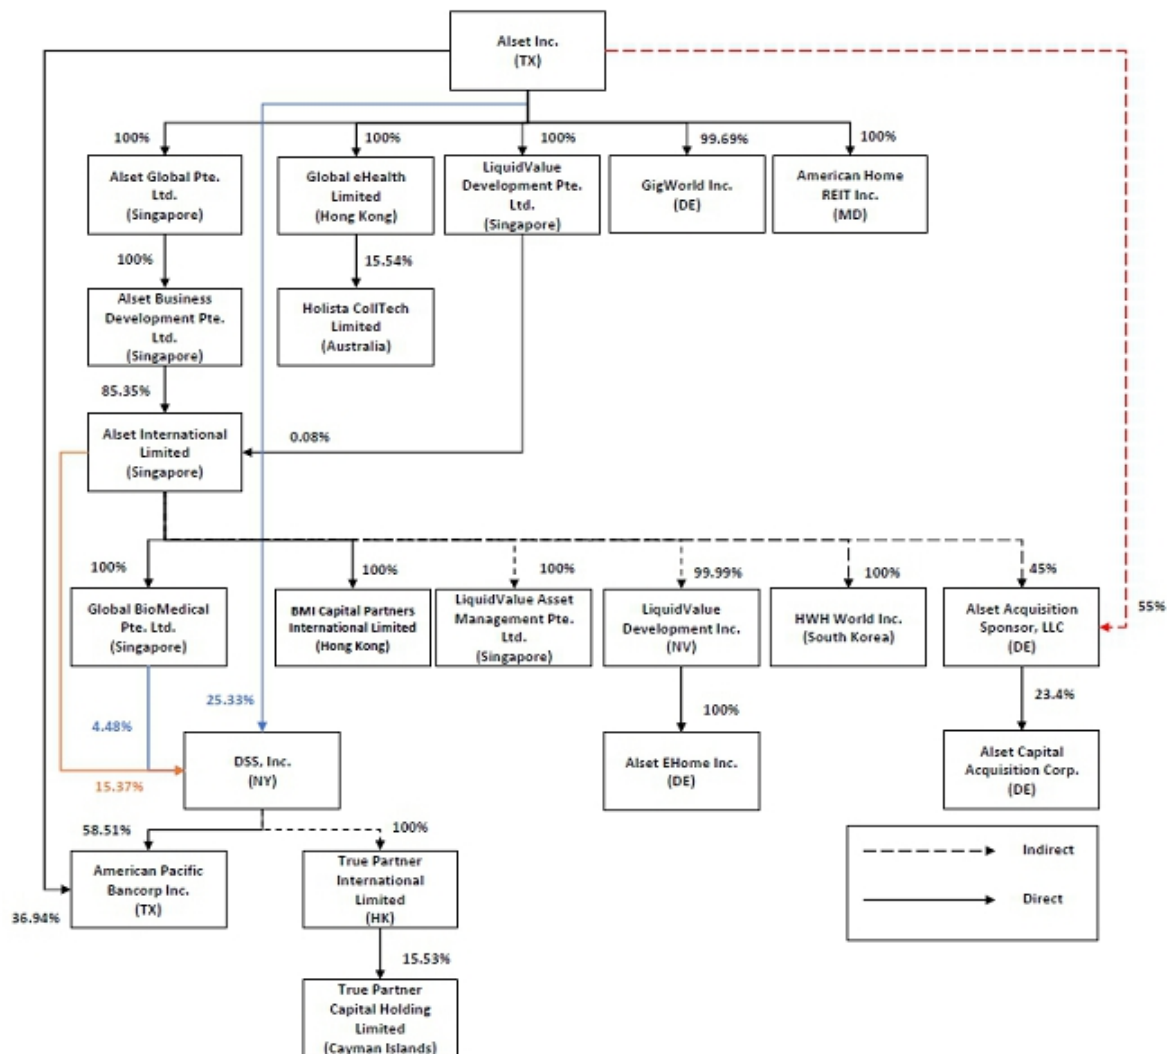 Alset Inc.
(TX)
100%
100%
100%
99.69%
100%
Alset Global Pte.
Ltd.
(Singapore)
Global eHealth
Limited
(Hong Kong)
LiquidValue
Development Pte.
Ltd.
(Singapore)
GigWorld Inc.
(DE)
American Home
REIT Inc.
(MD)
100%
15.54%
Alset Business
Development Pte.
Ltd.
(Singapore)
Holista CollTech
Limited
(Australia)
85.35%
Alset International
Limited
(Singapore)
0.08%
100%
100%
100%
99.99%
100%
45%
Global BioMedical
Pte. Ltd.
(Singapore)
BMI Capital Partners
International Limited
(Hong Kong)
LiquidValue Asset
Management Pte.
Ltd.
(Singapore)
LiquidValue
Development Inc.
(NV)
HWH World Inc.
(South Korea)
Alset Acquisition
Sponsor, LLC
(DE)
55%
25.33%
4.48%
15.37%
100%
23.4%
DSS, Inc.
(NY)
Alset EHome Inc.
(DE)
Alset Capital
Acquisition Corp.
(DE)
58.51%
100%
American Pacific
Bancorp Inc.
(TX)
36.94%
True Partner
International
Limited
(HK)
Indirect
Direct
15.53%
True Partner
Capital Holding
Limited
(Cayman Islands)